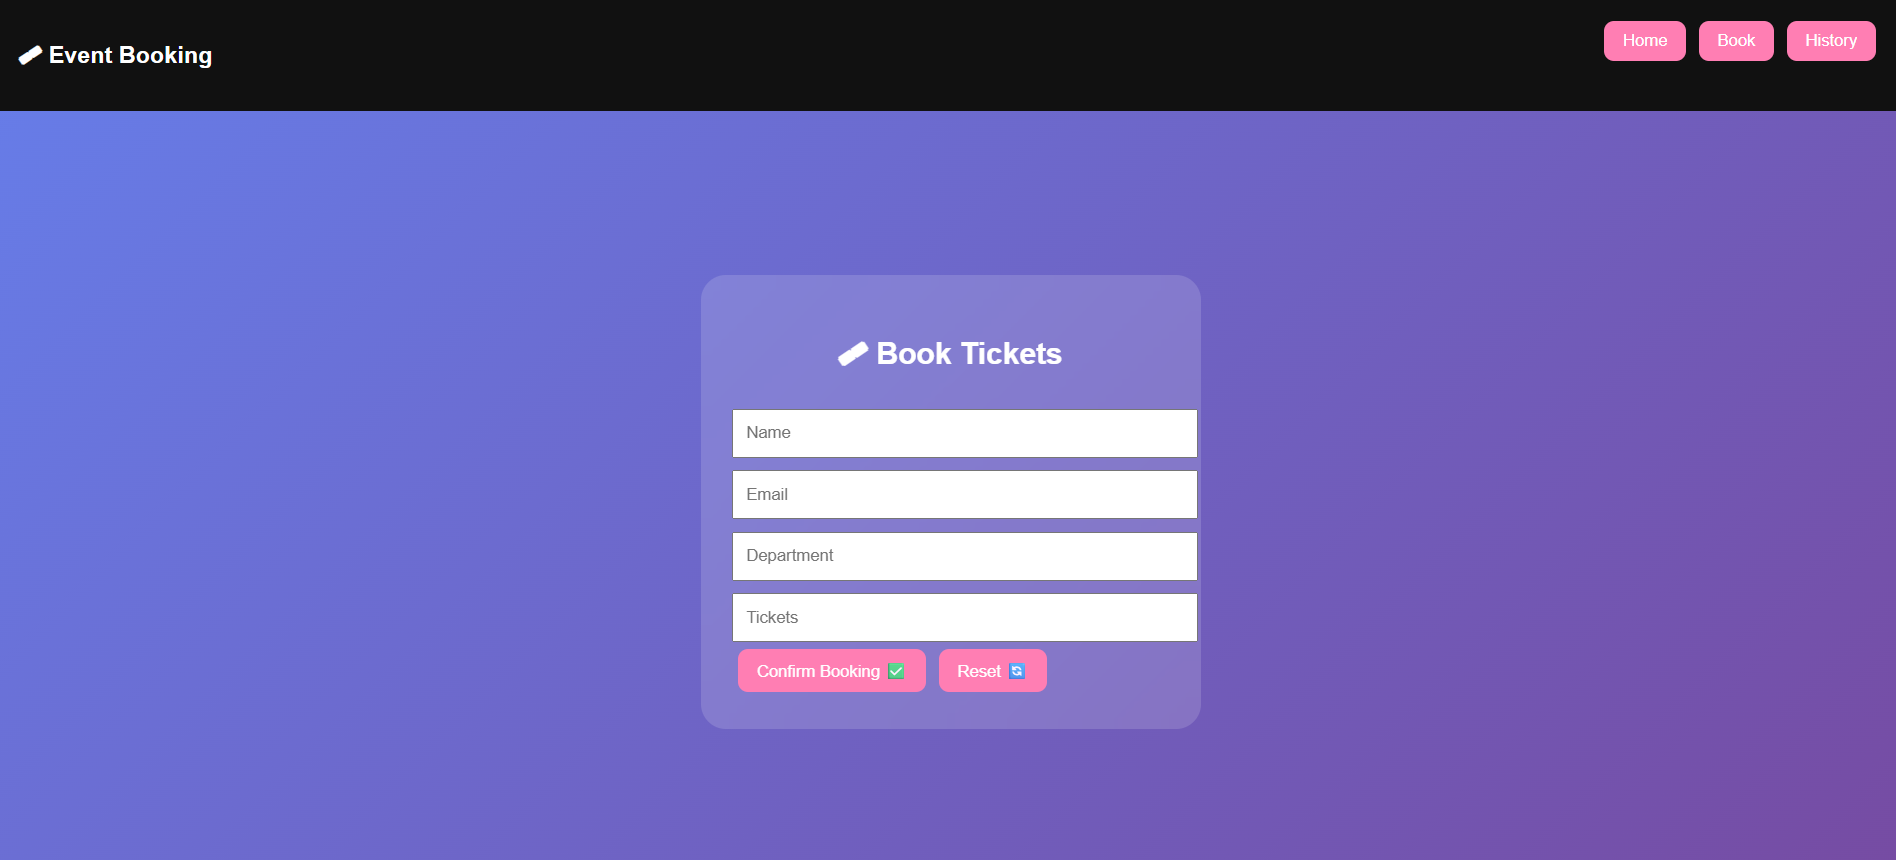 Event Booking
Home
Book
History
Book Tickets
Name
Email
Department
Tickets
Confirm Booking ✅
Reset 🔄